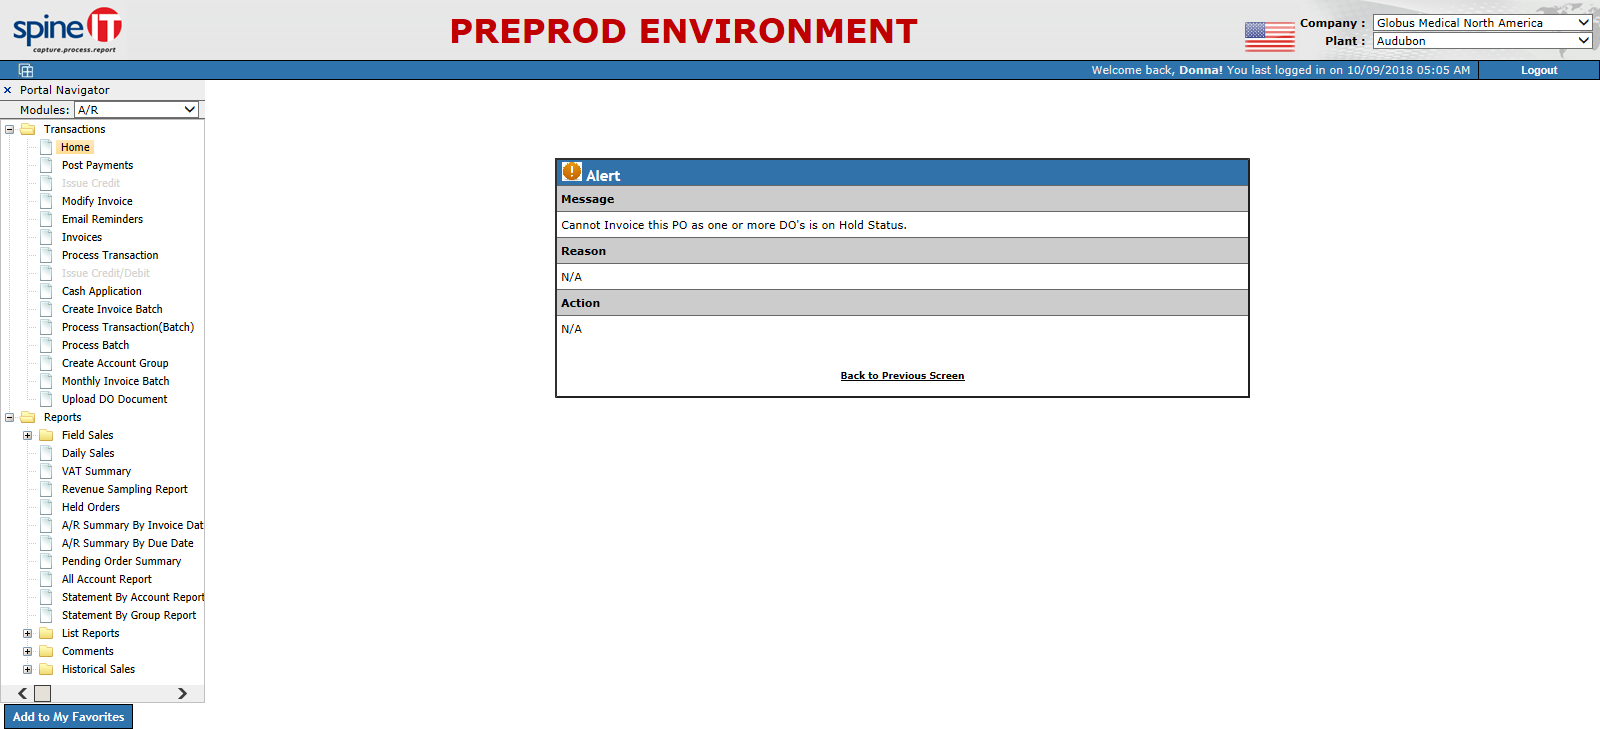 spine IT
capture.process.report
PREPROD ENVIRONMENT
Company : Globus Medical North America
Plant : Audubon
Welcome back, Donna! You last logged in on 10/09/2018 05:05 AM
Logout
Portal Navigator
Modules: A/R
Transactions
Home
Post Payments
Issue Credit
Modify Invoice
Email Reminders
Invoices
Process Transaction
Issue Credit/Debit
Cash Application
Create Invoice Batch
Process Transaction(Batch)
Process Batch
Create Account Group
Monthly Invoice Batch
Upload DO Document
Reports
Field Sales
Daily Sales
VAT Summary
Revenue Sampling Report
Held Orders
A/R Summary By Invoice Dat
A/R Summary By Due Date
Pending Order Summary
All Account Report
Statement By Account Report
Statement By Group Report
List Reports
Comments
Historical Sales
Add to My Favorites
Alert
Message
Cannot Invoice this PO as one or more DO's is on Hold Status.
Reason
N/A
Action
N/A
Back to Previous Screen